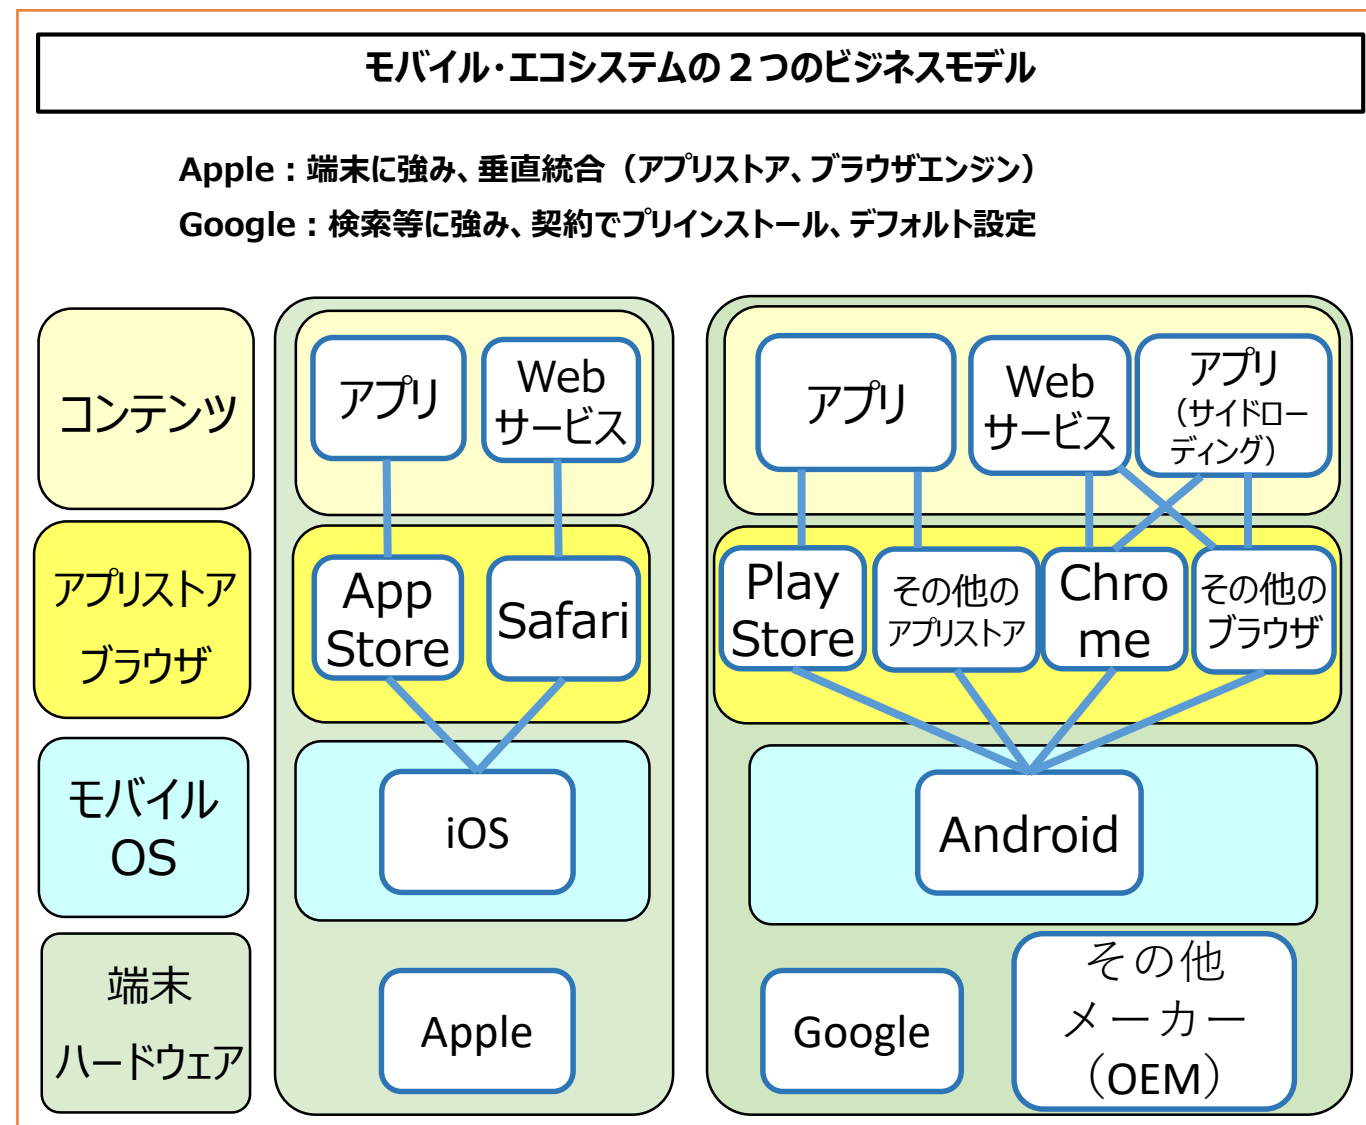 モバイル・エコシステムの２つのビジネスモデル
Apple：端末に強み、垂直統合（アプリストア、ブラウザエンジン）
Google：検索等に強み、契約でプリインストール、デフォルト設定
コンテンツ
アプリ
Web
サービス
アプリ
Web
サービス
アプリ
（サイドロー
ディング）
アプリストア
ブラウザ
App
Store
Safari
Play
Store
その他の
アプリストア
Chro
me
その他の
ブラウザ
モバイル
OS
iOS
Android
端末
ハードウェア
Apple
Google
その他
メーカー
（OEM）